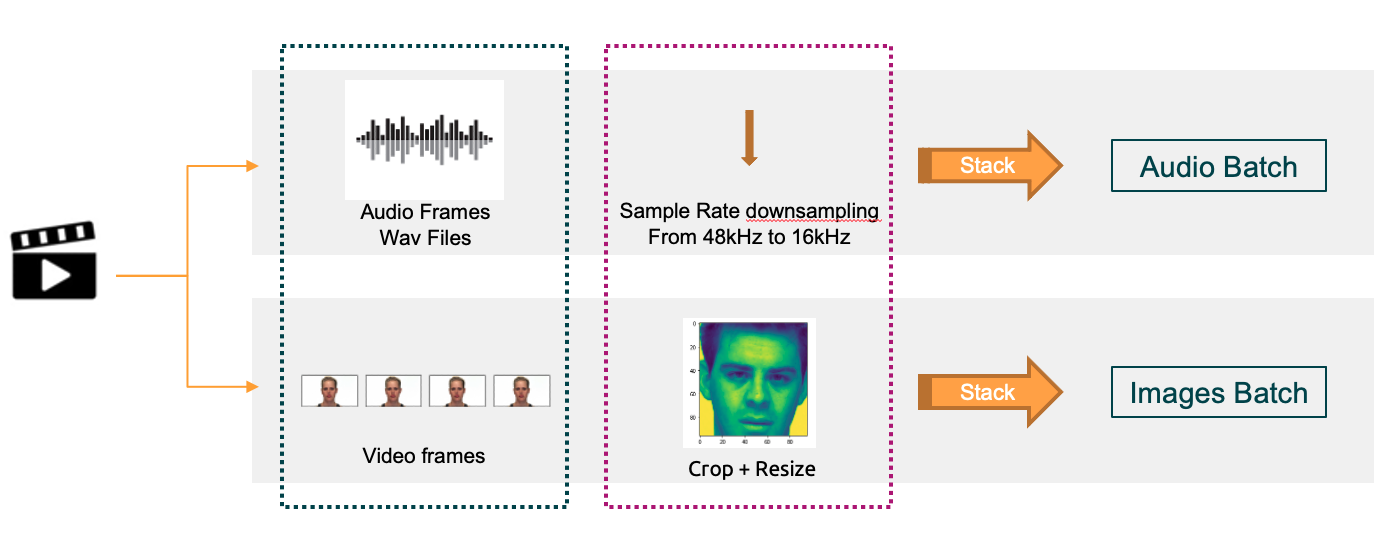 Audio Frames
Wav Files
Sample Rate downsampling
From 48kHz to 16kHz
Stack
Audio Batch
Video frames
0
20
40
60
80
0 20 40 60 80
Crop + Resize
Stack
Images Batch